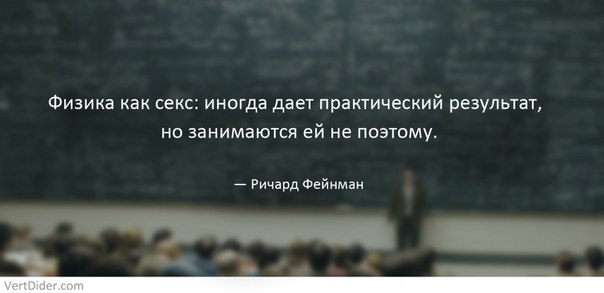 Физика как секс: иногда дает практический результат,
но занимаются ей не поэтому.
— Ричард Фейнман
VertDider.com